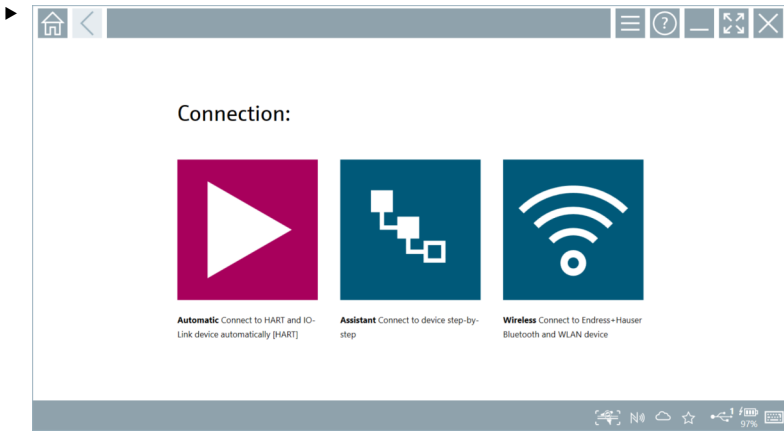 ?
Connection:
Automatic Connect to HART and IO-
Link device automatically [HART]
Assistant Connect to device step-by-
step
Wireless Connect to Endress+Hauser
Bluetooth and WLAN device
1
97%